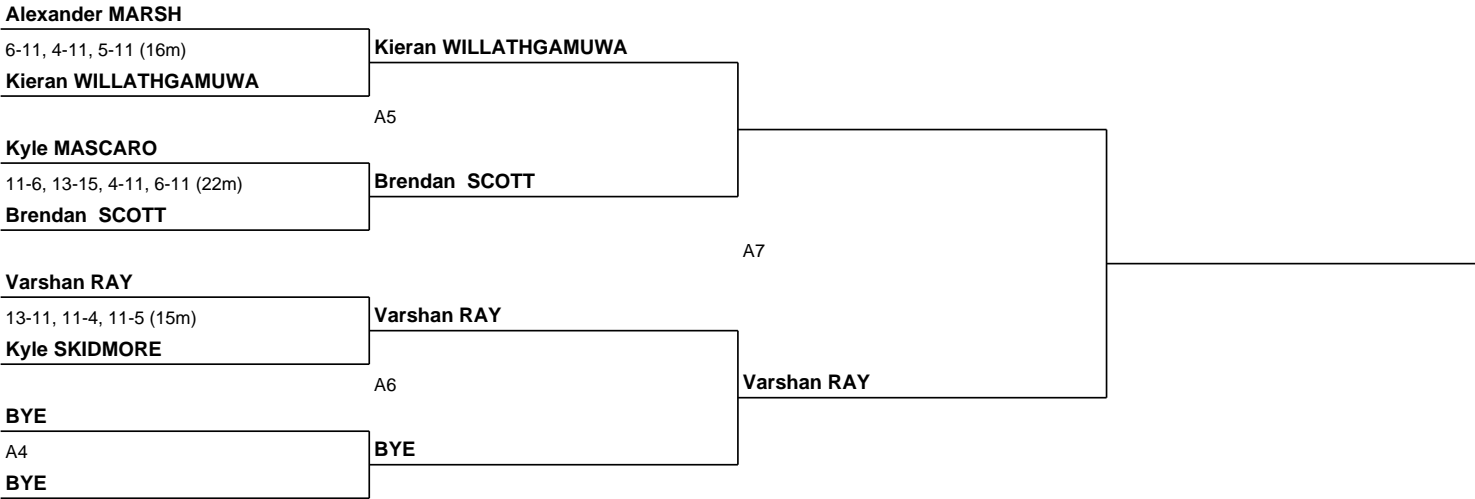 Alexander MARSH
6-11, 4-11, 5-11 (16m)
Kieran WILLATHGAMUWA
Kieran WILLATHGAMUWA
A5
Kyle MASCARO
11-6, 13-15, 4-11, 6-11 (22m)
Brendan  SCOTT
Brendan  SCOTT
A7
Varshan RAY
13-11, 11-4, 11-5 (15m)
Varshan RAY
Kyle SKIDMORE
A6
Varshan RAY
BYE
A4
BYE
BYE